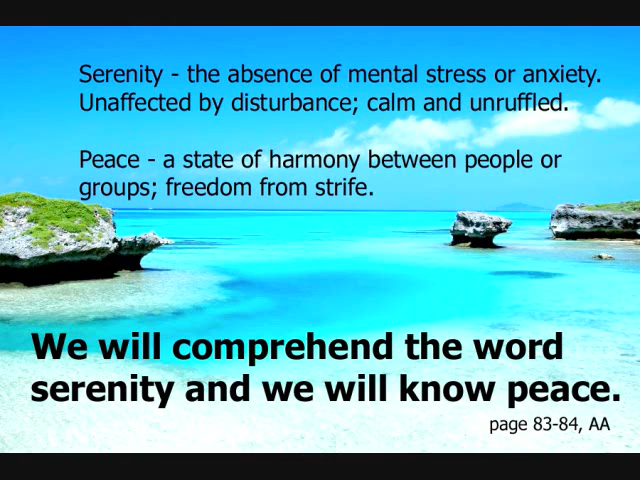 Serenity - the absence of mental stress or anxiety.
Unaffected by disturbance; calm and unruffled.
Peace - a state of harmony between people or
groups; freedom from strife.
We will comprehend the word
serenity and we will know peace.
page 83-84, AA